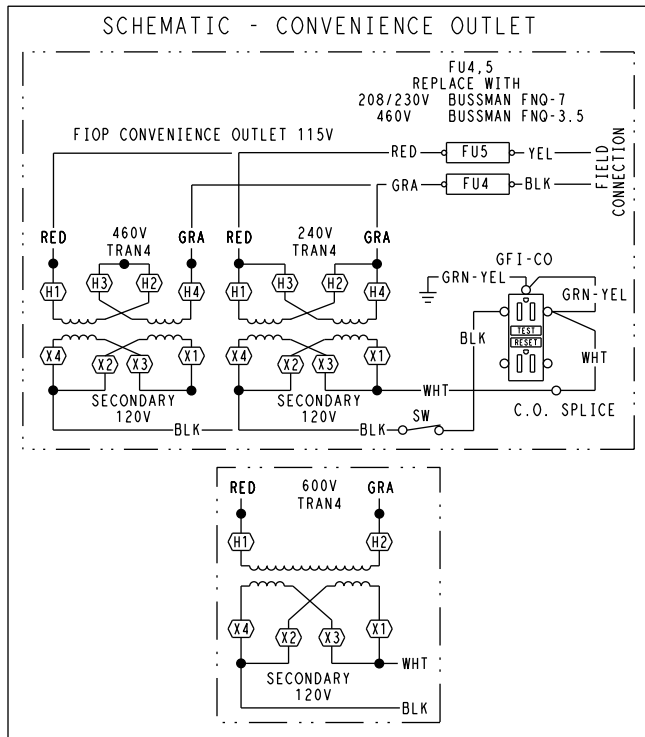 SCHEMATIC - CONVENIENCE OUTLET
FU4,5
REPLACE WITH
208/230V BUSSMAN FNQ-7
460V BUSSMAN FNQ-3.5
FIOP CONVENIENCE OUTLET 115V
RED FU5 YEL
GRA FU4 BLK
FIELD
CONNECTION
RED 460V GRA RED 240V GRA
TRAN4 TRAN4
H1 H3 H2 H4 H1 H3 H2 H4
GFI-CO
GRN-YEL
GRN-YEL
TEST
RESET
BLK
WHT
X4 X2 X3 X1 X4 X2 X3 X1
SECONDARY SECONDARY WHT
120V 120V
C.O. SPLICE
BLK BLK SW
RED 600V GRA
TRAN4
H1 H2
X4 X2 X3 X1
WHT
SECONDARY
120V
BLK